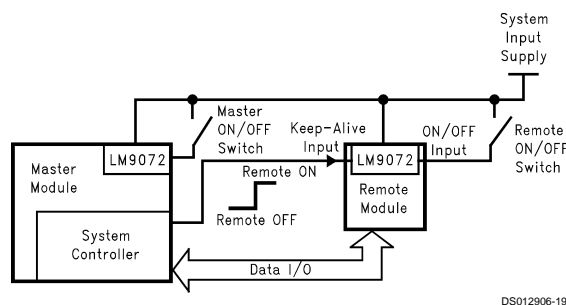 System
Input
Supply
Master
ON/OFF
Switch
Keep-Alive
Input
ON/OFF
Input
Remote
ON/OFF
Switch
LM9072
LM9072
Master
Module
Remote ON
Remote OFF
Remote
Module
System
Controller
Data I/O
DS012906-19